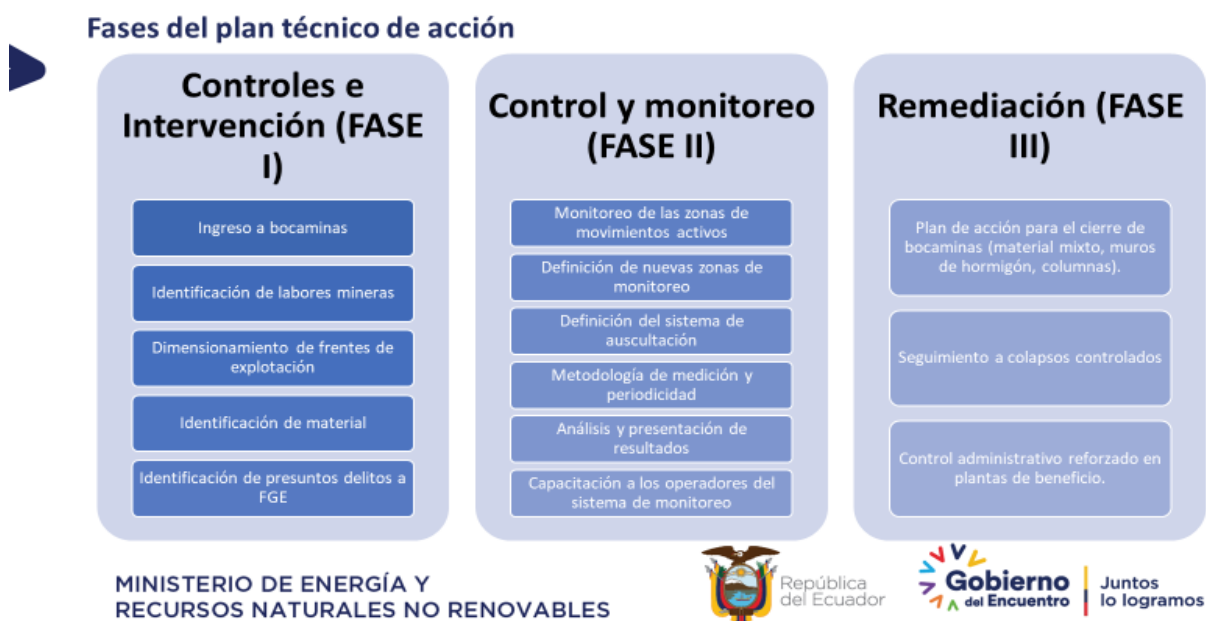 Fases del plan técnico de acción
Controles e
Intervención (FASE
I)
Ingreso a bocaminas
Identificación de labores mineras
Dimensionamiento de frentes de
explotación
Identificación de material
Identificación de presuntos delitos a
FGE
Control y monitoreo
(FASE II)
Monitoreo de las zonas de
movimientos activos
Definición de nuevas zonas de
monitoreo
Definición del sistema de
auscultación
Metodología de medición y
periodicidad
Análisis y presentación de
resultados
Capacitación a los operadores del
sistema de monitoreo
Remediación (FASE
III)
Plan de acción para el cierre de
bocaminas (material mixto, muros
de hormigón, columnas).
Seguimiento a colapsos controlados
Control administrativo reforzado en
plantas de beneficio.
MINISTERIO DE ENERGÍA Y
RECURSOS NATURALES NO RENOVABLES
República
del Ecuador
Gobierno
del Encuentro
Juntos
lo logramos